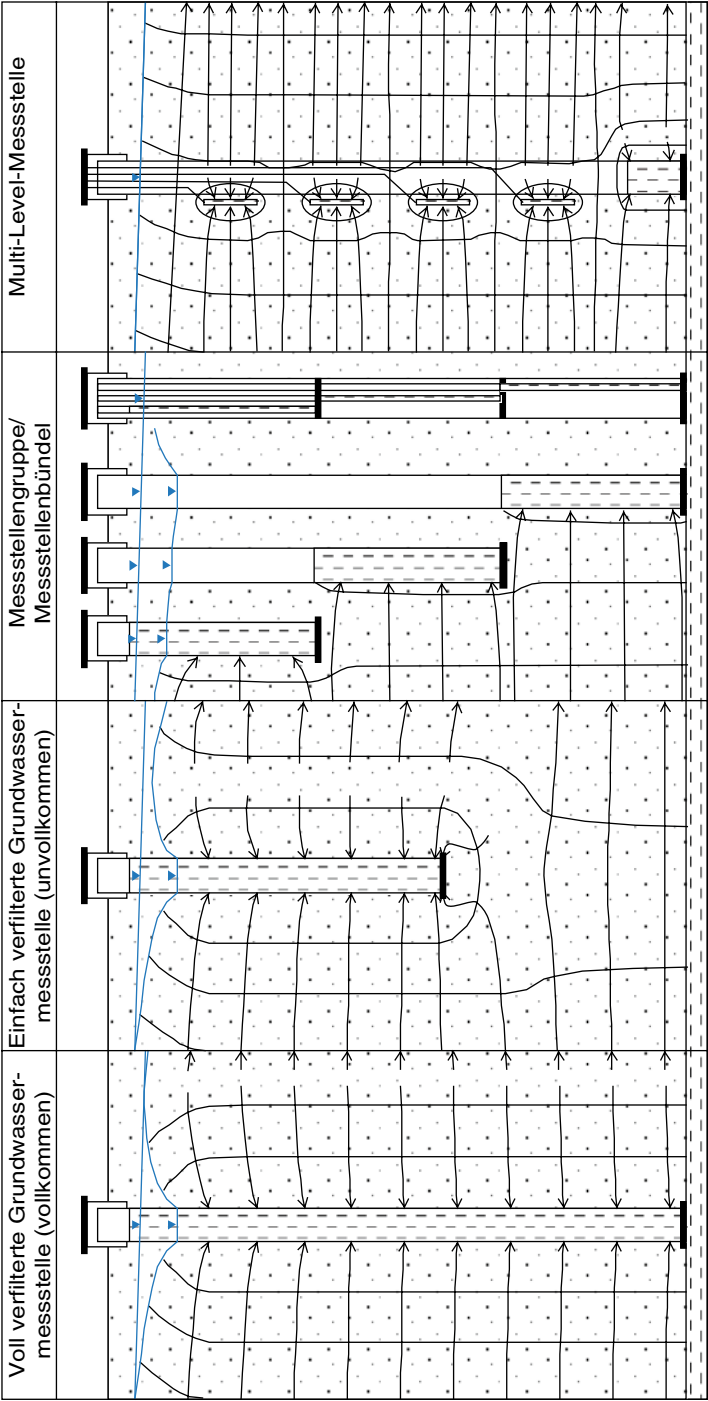 Voll verfilterte Grundwasser-
messstelle (vollkommen)
Einfach verfilterte Grundwasser-
messstelle (unvollkommen)
Messstellengruppe/
Messstellenbündel
Multi-Level-Messstelle